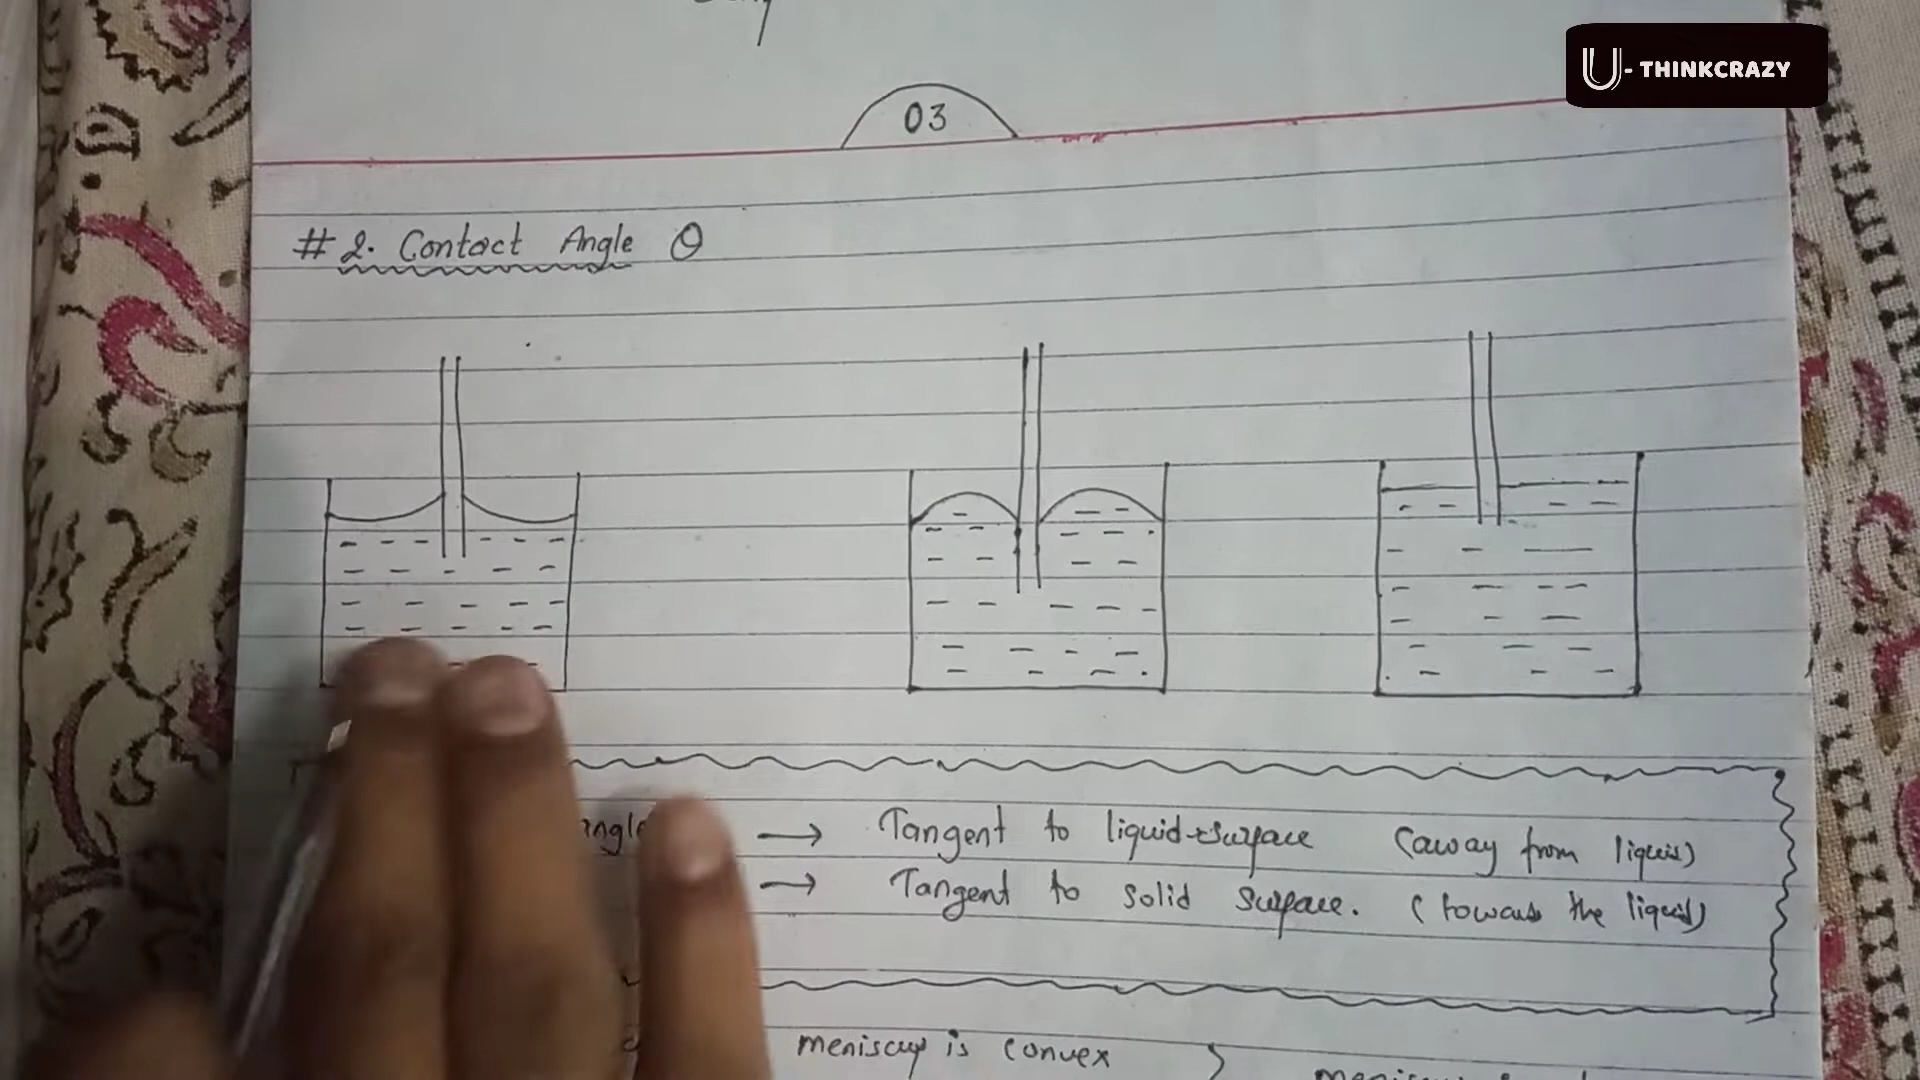 U - THINKCRAZY
03
#2. Contact Angle θ
→ Tangent to liquid surface (away from liquid)
→ Tangent to solid surface. (towards the liquid)
meniscus is convex